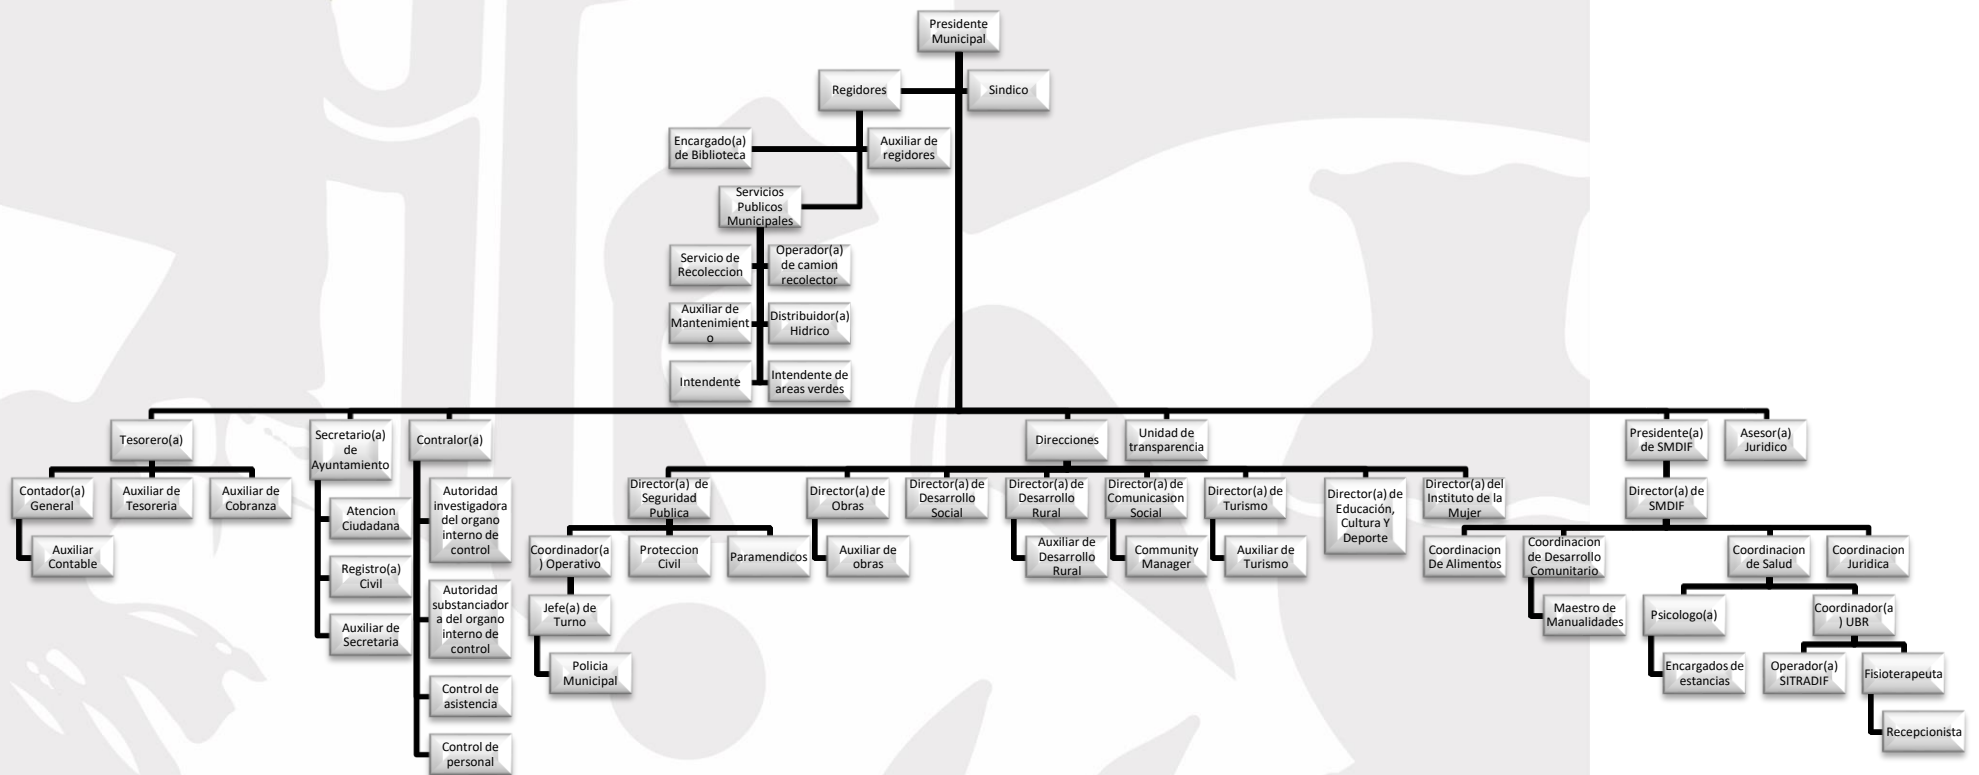 Presidente
Municipal
Regidores
Sindico
Encargado(a)
de Biblioteca
Auxiliar de
regidores
Servicios
Publicos
Municipales
Servicio de
Recoleccion
Operador(a)
de camion
recolector
Auxiliar de
Mantenimient
o
Distribuidor(a)
Hidrico
Intendente
Intendente de
areas verdes
Tesorero(a)
Secretario(a)
de
Ayuntamiento
Contralor(a)
Direcciones
Unidad de
transparencia
Presidente(a)
de SMDIF
Asesor(a)
Juridico
Contador(a)
General
Auxiliar de
Tesoreria
Auxiliar de
Cobranza
Auxiliar
Contable
Atencion
Ciudadana
Registro(a)
Civil
Auxiliar de
Secretaria
Autoridad
investigadora
del organo
interno de
control
Autoridad
substanciador
a del organo
interno de
control
Control de
asistencia
Control de
personal
Director(a) de
Seguridad
Publica
Director(a) de
Obras
Director(a) de
Desarrollo
Social
Director(a) de
Desarrollo
Rural
Director(a) de
Comunicasion
Social
Director(a) de
Turismo
Director(a) de
Educación,
Cultura Y
Deporte
Director(a) del
Instituto de la
Mujer
Director(a) de
SMDIF
Coordinador(a
) Operativo
Proteccion
Civil
Paramendicos
Auxiliar de
obras
Auxiliar de
Desarrollo
Rural
Community
Manager
Auxiliar de
Turismo
Coordinacion
De Alimentos
Coordinacion
de Desarrollo
Comunitario
Coordinacion
de Salud
Coordinacion
Juridica
Jefe(a) de
Turno
Policia
Municipal
Maestro de
Manualidades
Psicologo(a)
Coordinador(a
) UBR
Encargados de
estancias
Operador(a)
SITRADIF
Fisioterapeuta
Recepcionista